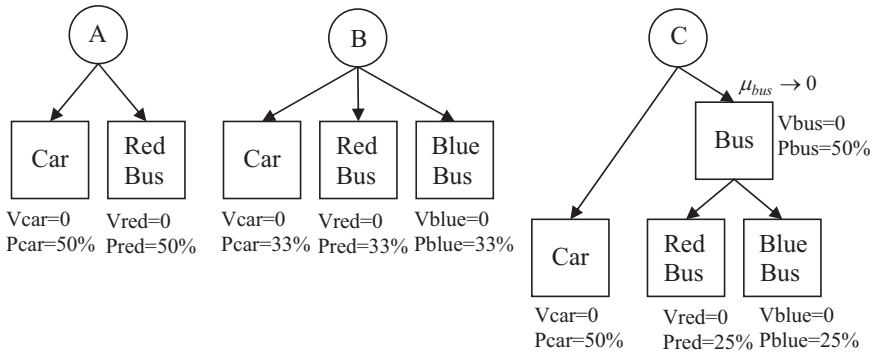 A
Car
Red
Bus
Vcar=0
Pcar=50%
Vred=0
Pred=50%
B
Car
Red
Bus
Blue
Bus
Vcar=0
Pcar=33%
Vred=0
Pred=33%
Vblue=0
Pblue=33%
C
μbus → 0
Bus
Vbus=0
Pbus=50%
Car
Red
Bus
Blue
Bus
Vcar=0
Pcar=50%
Vred=0
Pred=25%
Vblue=0
Pblue=25%